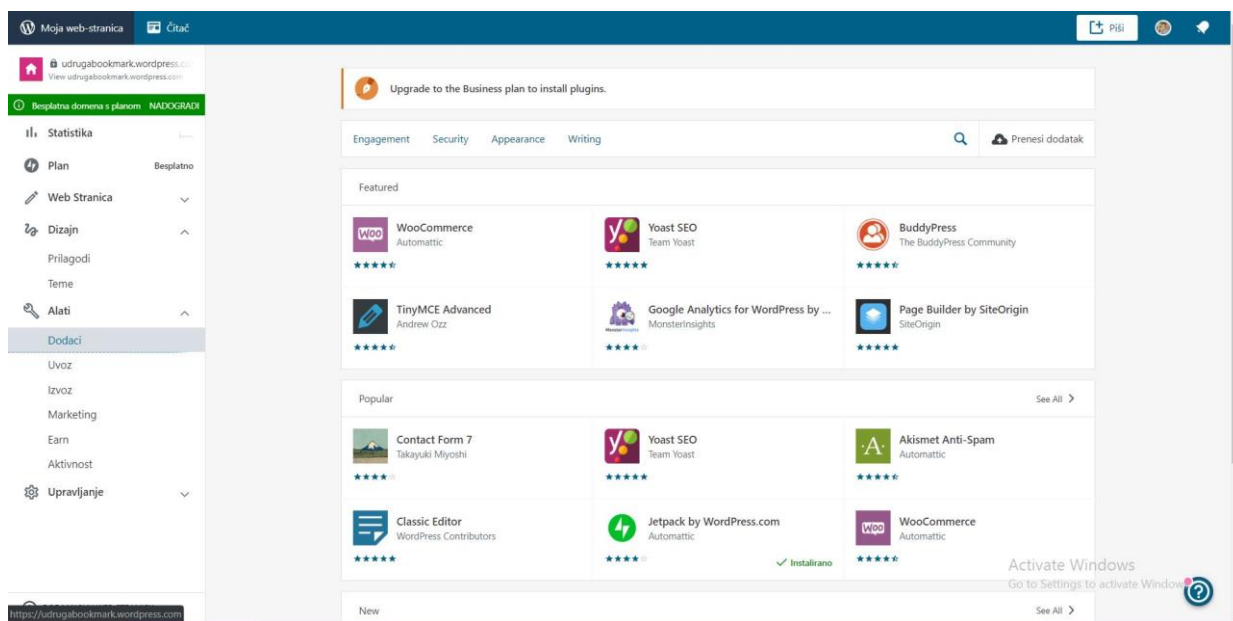 Moja web-stranica
Čitač
Piši
udrugabookmark.wordpress.co
View udrugabookmark.wordpress.com
Besplatna domena s planom NADOGRADI
Statistika
Plan Besplatno
Web Stranica
Dizajn
Prilagodi
Teme
Alati
Dodaci
Uvoz
Izvoz
Marketing
Earn
Aktivnost
Upravljanje
https://udrugabookmark.wordpress.com
Upgrade to the Business plan to install plugins.
Engagement Security Appearance Writing
Prenesi dodatak
Featured
WooCommerce
Automattic
Yoast SEO
Team Yoast
BuddyPress
The BuddyPress Community
TinyMCE Advanced
Andrew Ozz
Google Analytics for WordPress by ...
MonsterInsights
Page Builder by SiteOrigin
SiteOrigin
Popular
See All
Contact Form 7
Takayuki Miyoshi
Yoast SEO
Team Yoast
Akismet Anti-Spam
Automattic
Classic Editor
WordPress Contributors
Jetpack by WordPress.com
Automattic
Instalirano
WooCommerce
Automattic
New
See All
Activate Windows
Go to Settings to activate Window